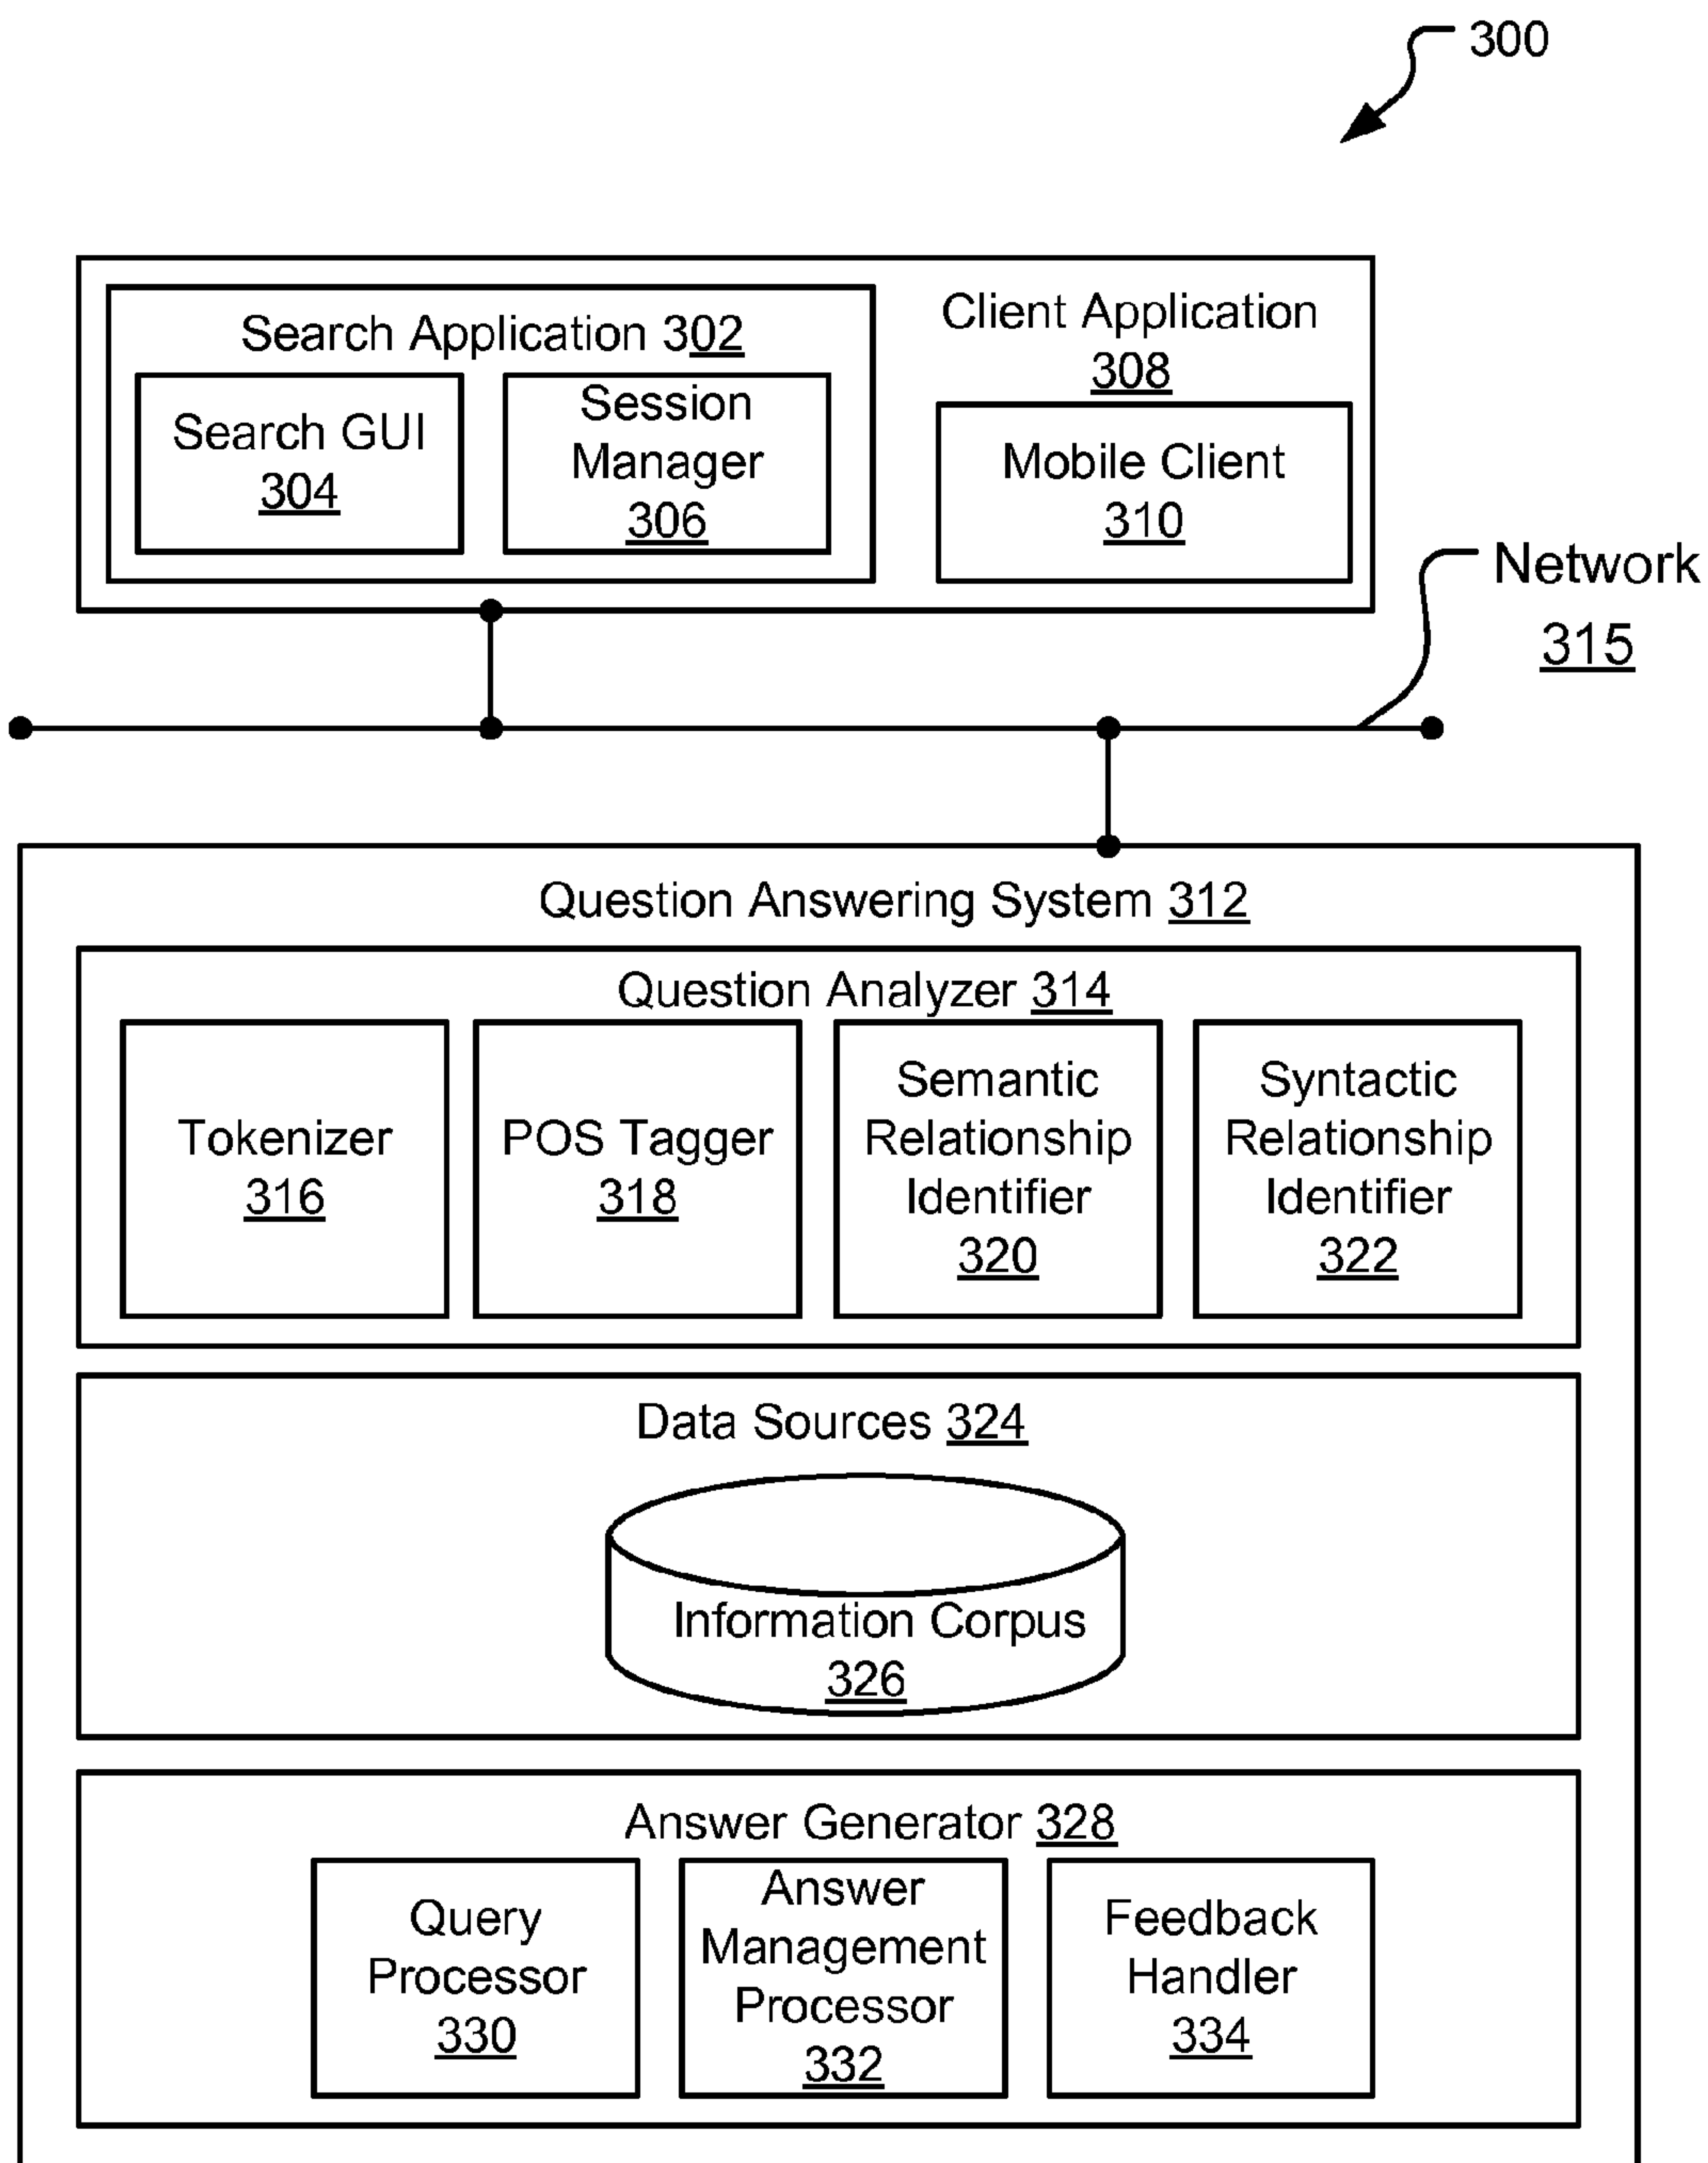 300
Search Application 302
Client Application
308
Search GUI
304
Session
Manager
306
Mobile Client
310
Network
315
Question Answering System 312
Question Analyzer 314
Tokenizer
316
POS Tagger
318
Semantic
Relationship
Identifier
320
Syntactic
Relationship
Identifier
322
Data Sources 324
Information Corpus
326
Answer Generator 328
Query
Processor
330
Answer
Management
Processor
332
Feedback
Handler
334